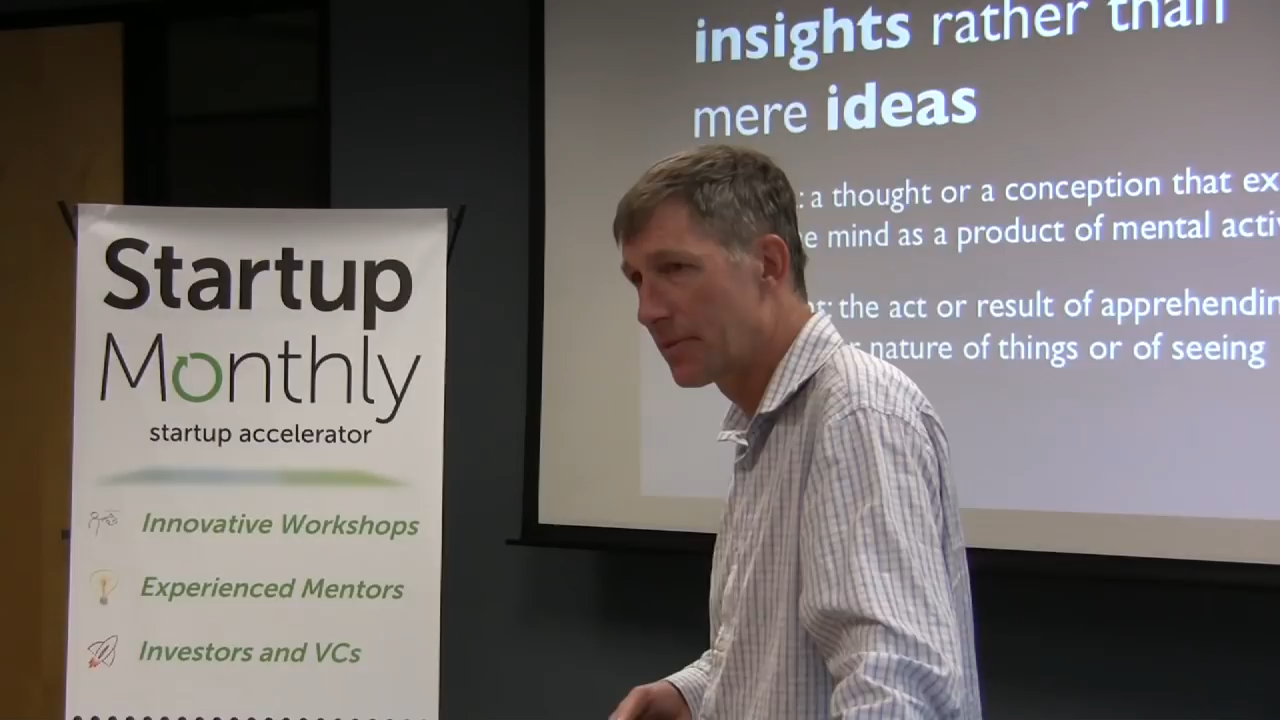 Startup
Monthly
startup accelerator
Innovative Workshops
Experienced Mentors
Investors and VCs
insights rather than
mere ideas
: a thought or a conception that ex
mind as a product of mental
: the act or result of apprehendin
nature of things or of seeing